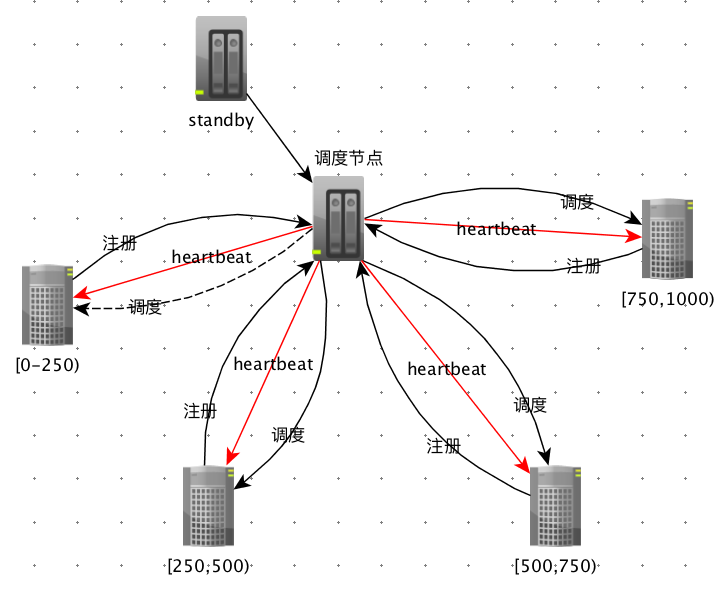 standby
调度节点
调度
注册
heartbeat
heartbeat
注册
调度
[750,1000)
[0-250)
heartbeat
heartbeat
注册
调度
调度
注册
[250;500)
[500;750)